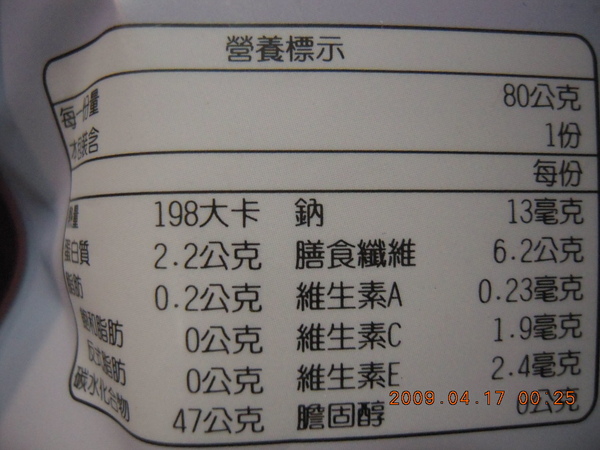 營養標示
每一份量 80公克
本包裝含 1份
每份
熱量 198大卡 鈉 13毫克
蛋白質 2.2公克 膳食纖維 6.2公克
脂肪 0.2公克 維生素A 0.23毫克
飽和脂肪 0公克 維生素C 1.9毫克
反式脂肪 0公克 維生素E 2.4毫克
碳水化合物 47公克 膽固醇 0公克
2009.04.17 00:25